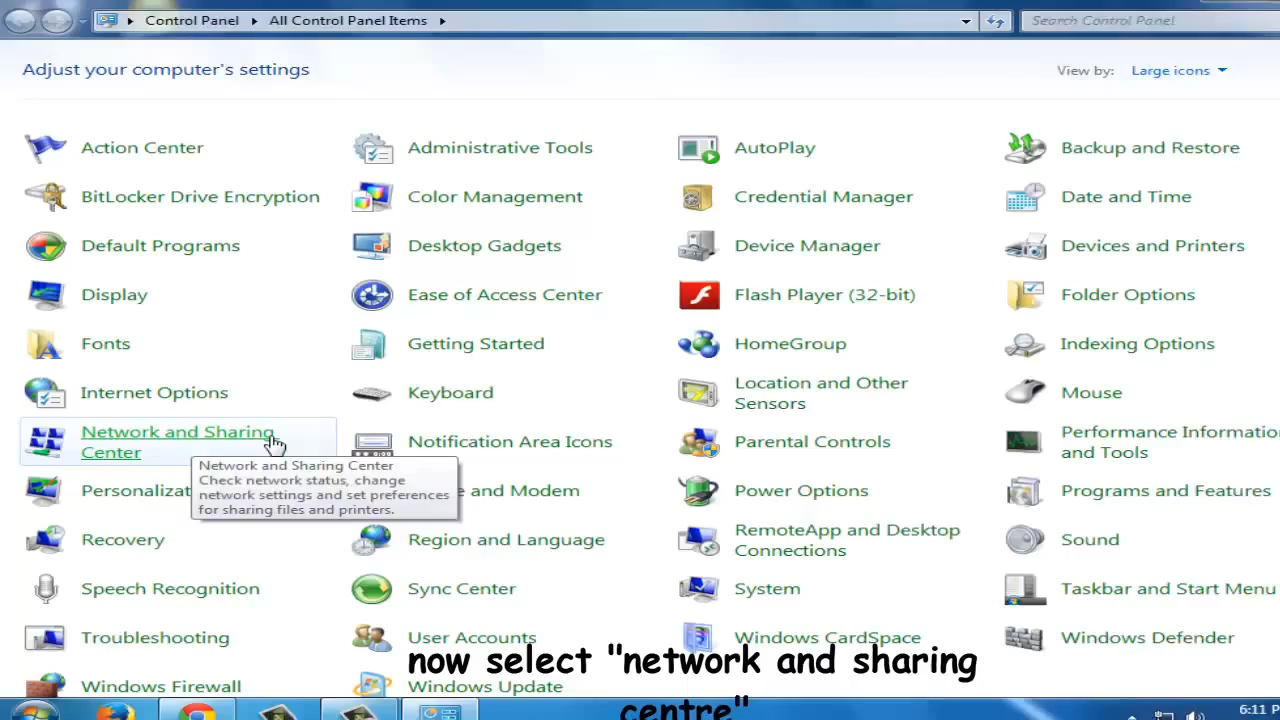 Control Panel
All Control Panel Items
Search Control Panel
Adjust your computer's settings
View by:
Large icons
Action Center
Administrative Tools
AutoPlay
Backup and Restore
BitLocker Drive Encryption
Color Management
Credential Manager
Date and Time
Default Programs
Desktop Gadgets
Device Manager
Devices and Printers
Display
Ease of Access Center
Flash Player (32-bit)
Folder Options
Fonts
Getting Started
HomeGroup
Indexing Options
Internet Options
Keyboard
Location and Other
Sensors
Mouse
Network and Sharing
Center
Notification Area Icons
Parental Controls
Performance Information
and Tools
Network and Sharing Center
Check network status, change
network settings and set preferences
for sharing files and printers.
Personalizat
and Modem
Power Options
Programs and Features
Recovery
Region and Language
RemoteApp and Desktop
Connections
Sound
Speech Recognition
Sync Center
System
Taskbar and Start Menu
Troubleshooting
User Accounts
Windows CardSpace
Windows Defender
Windows Firewall
Windows Update
now select "network and sharing
centre"
6:11 P